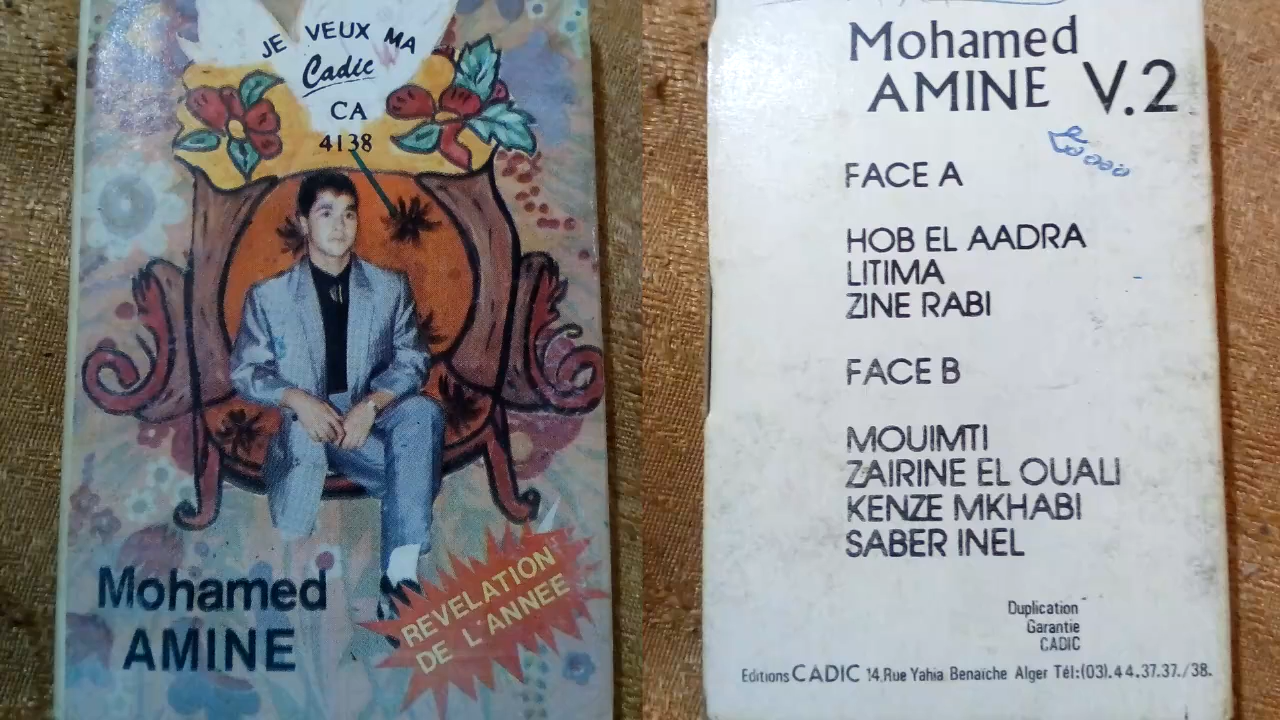 JE VEUX MA
Cadic
CA
4138
Mohamed
AMINE
REVELATION
DE L'ANNEE
Mohamed
AMINE V.2
FACE A
HOB EL AADRA
LITIMA
ZINE RABI
FACE B
MOUIMTI
ZAIRINE EL OUALI
KENZE MKHABI
SABER INEL
Duplication
Garantie
CADIC
Editions CADIC 14,Rue Yahia Benaïche Alger Tél:(03).44.37.37./38.